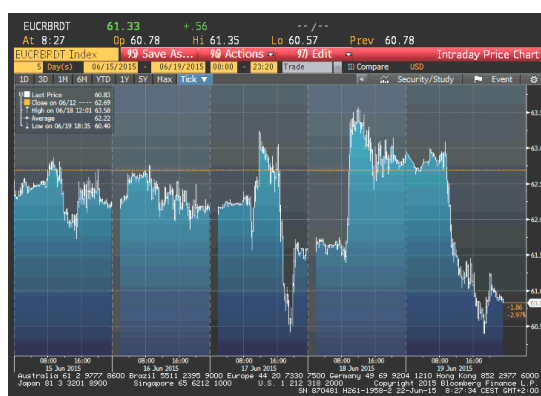 EUCRBRDT 61.33 +.56 --/--
At 8:27 Op 60.78 Hi 61.35 Lo 60.57 Prev 60.78
EUCRBRDT Index 99) Save As... 98) Actions 97) Edit Intraday Price Chart
5 Day(s) 06/15/2015 - 06/19/2015 00:00 - 23:20 Trade 11) Compare USD
1D 3D 1M 6M YTD 1Y 5Y Max Tick ▼ « Security/Study Event
Last Price 60.83
Close on 06/12 ---- 62.69
High on 06/18 12:01 63.58
Average 62.22
Low on 06/19 18:35 60.40
63.5
63.0
62.5
62.0
61.5
61.0
-1.86
-2.97%
60.5
08:00 16:00 08:00 16:00 08:00 16:00 08:00 16:00 08:00 16:00
15 Jun 2015 16 Jun 2015 17 Jun 2015 18 Jun 2015 19 Jun 2015
Australia 61 2 9777 8600 Brazil 5511 2395 9000 Europe 44 20 7330 7500 Germany 49 69 9204 1210 Hong Kong 852 2977 6000
Japan 81 3 3201 8900 Singapore 65 6212 1000 U.S. 1 212 318 2000 Copyright 2015 Bloomberg Finance L.P.
SN 870481 H261-1958-2 22-Jun-15 8:27:34 CEST GMT+2:00